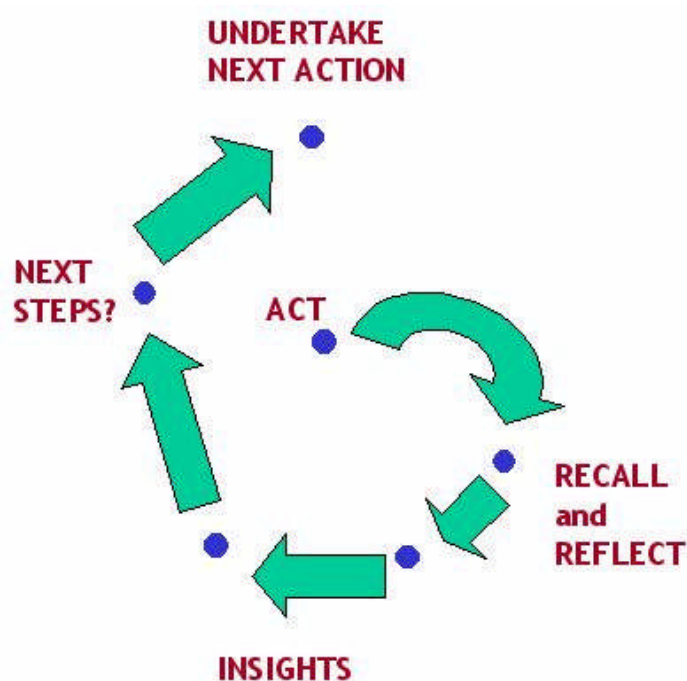 UNDERTAKE
NEXT ACTION
NEXT
STEPS?
ACT
RECALL
and
REFLECT
INSIGHTS